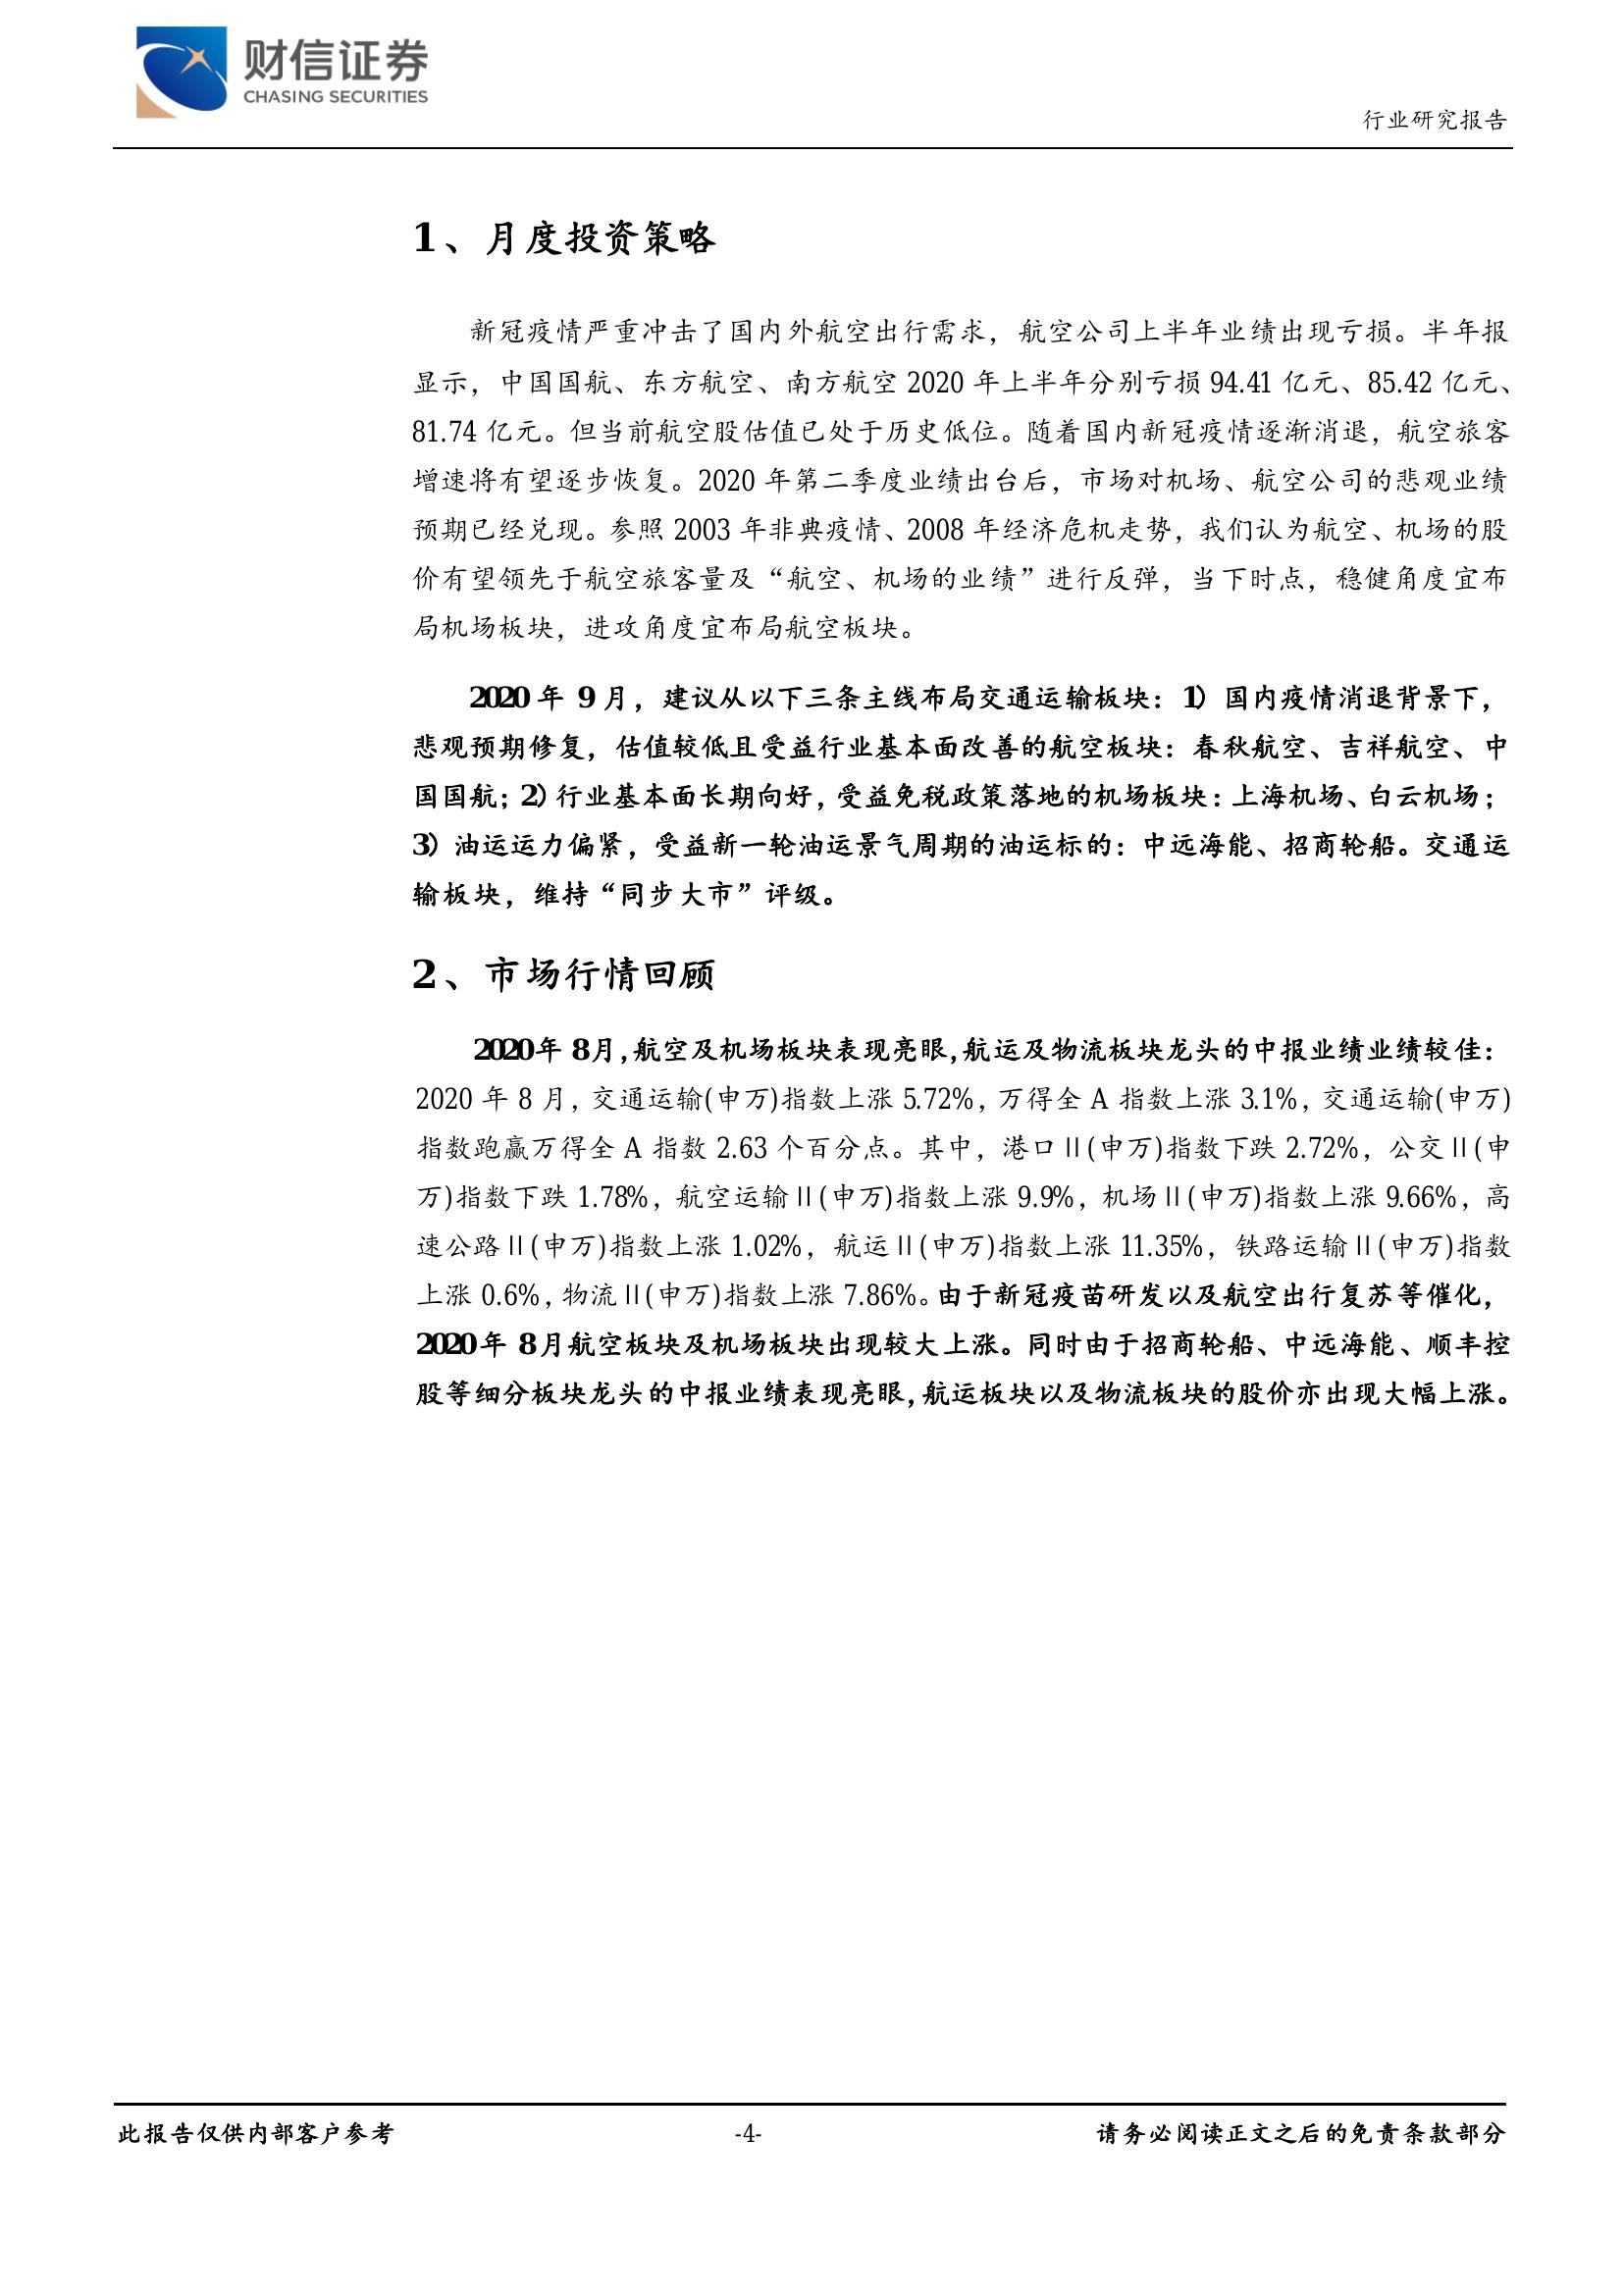 财信证券
CHASING SECURITIES
行业研究报告
1、月度投资策略
新冠疫情严重冲击了国内外航空出行需求，航空公司上半年业绩出现亏损。半年报
显示，中国国航、东方航空、南方航空 2020 年上半年分别亏损 94.41 亿元、85.42 亿元、
81.74 亿元。但当前航空股估值已处于历史低位。随着国内新冠疫情逐渐消退，航空旅客
增速将有望逐步恢复。2020 年第二季度业绩出台后，市场对机场、航空公司的悲观业绩
预期已经兑现。参照 2003 年非典疫情、2008 年经济危机走势，我们认为航空、机场的股
价有望领先于航空旅客量及“航空、机场的业绩”进行反弹，当下时点，稳健角度宜布
局机场板块，进攻角度宜布局航空板块。
2020 年 9 月，建议从以下三条主线布局交通运输板块：1）国内疫情消退背景下，
悲观预期修复，估值较低且受益行业基本面改善的航空板块：春秋航空、吉祥航空、中
国国航；2）行业基本面长期向好，受益免税政策落地的机场板块：上海机场、白云机场；
3）油运运力偏紧，受益新一轮油运景气周期的油运标的：中远海能、招商轮船。交通运
输板块，维持“同步大市”评级。
2、市场行情回顾
2020 年 8 月，航空及机场板块表现亮眼，航运及物流板块龙头的中报业绩业绩较佳：
2020 年 8 月，交通运输(申万)指数上涨 5.72%，万得全 A 指数上涨 3.1%，交通运输(申万)
指数跑赢万得全 A 指数 2.63 个百分点。其中，港口Ⅱ(申万)指数下跌 2.72%，公交Ⅱ(申
万)指数下跌 1.78%，航空运输Ⅱ(申万)指数上涨 9.9%，机场Ⅱ(申万)指数上涨 9.66%，高
速公路Ⅱ(申万)指数上涨 1.02%，航运Ⅱ(申万)指数上涨 11.35%，铁路运输Ⅱ(申万)指数
上涨 0.6%，物流Ⅱ(申万)指数上涨 7.86%。由于新冠疫苗研发以及航空出行复苏等催化，
2020 年 8 月航空板块及机场板块出现较大上涨。同时由于招商轮船、中远海能、顺丰控
股等细分板块龙头的中报业绩表现亮眼，航运板块以及物流板块的股价亦出现大幅上涨。
此报告仅供内部客户参考
-4-
请务必阅读正文之后的免责条款部分